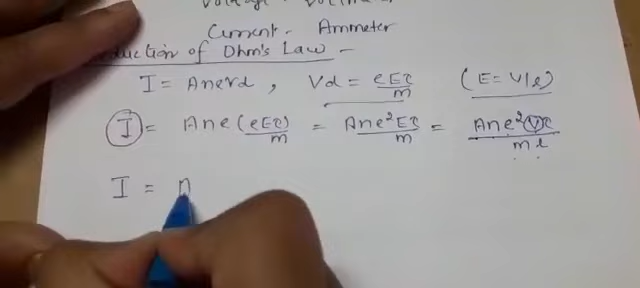 Current - Ammeter
duction of Ohm's Law -
I = AneVd , Vd = eEτ/m (E = V/l)
I = Ane (eEτ)/m = Ane²Eτ/m = Ane²Vτ/ml
I = n